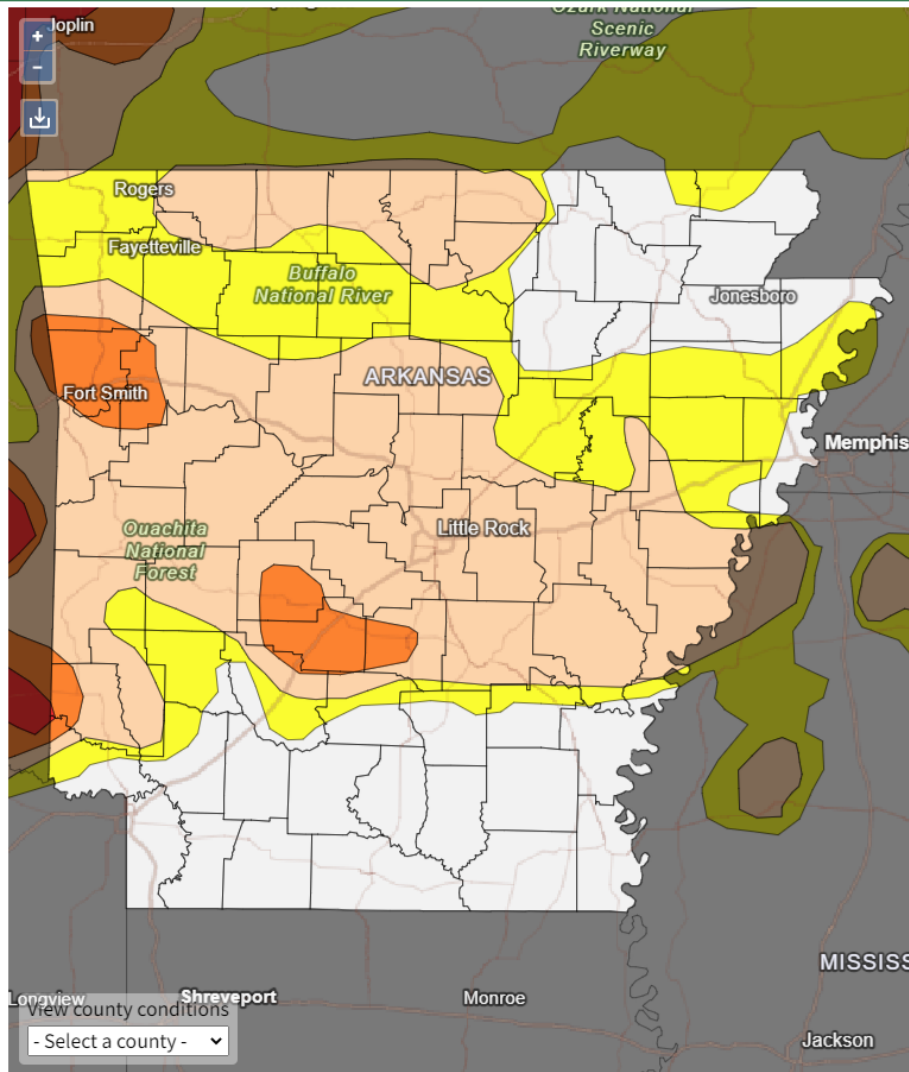 Ozark National
Scenic
Riverway
Joplin
+
−
Rogers
Fayetteville
Buffalo
National River
Jonesboro
ARKANSAS
Fort Smith
Memphis
Little Rock
Ouachita
National
Forest
MISSISS
Longview
Shreveport
Monroe
View county conditions
- Select a county -
Jackson